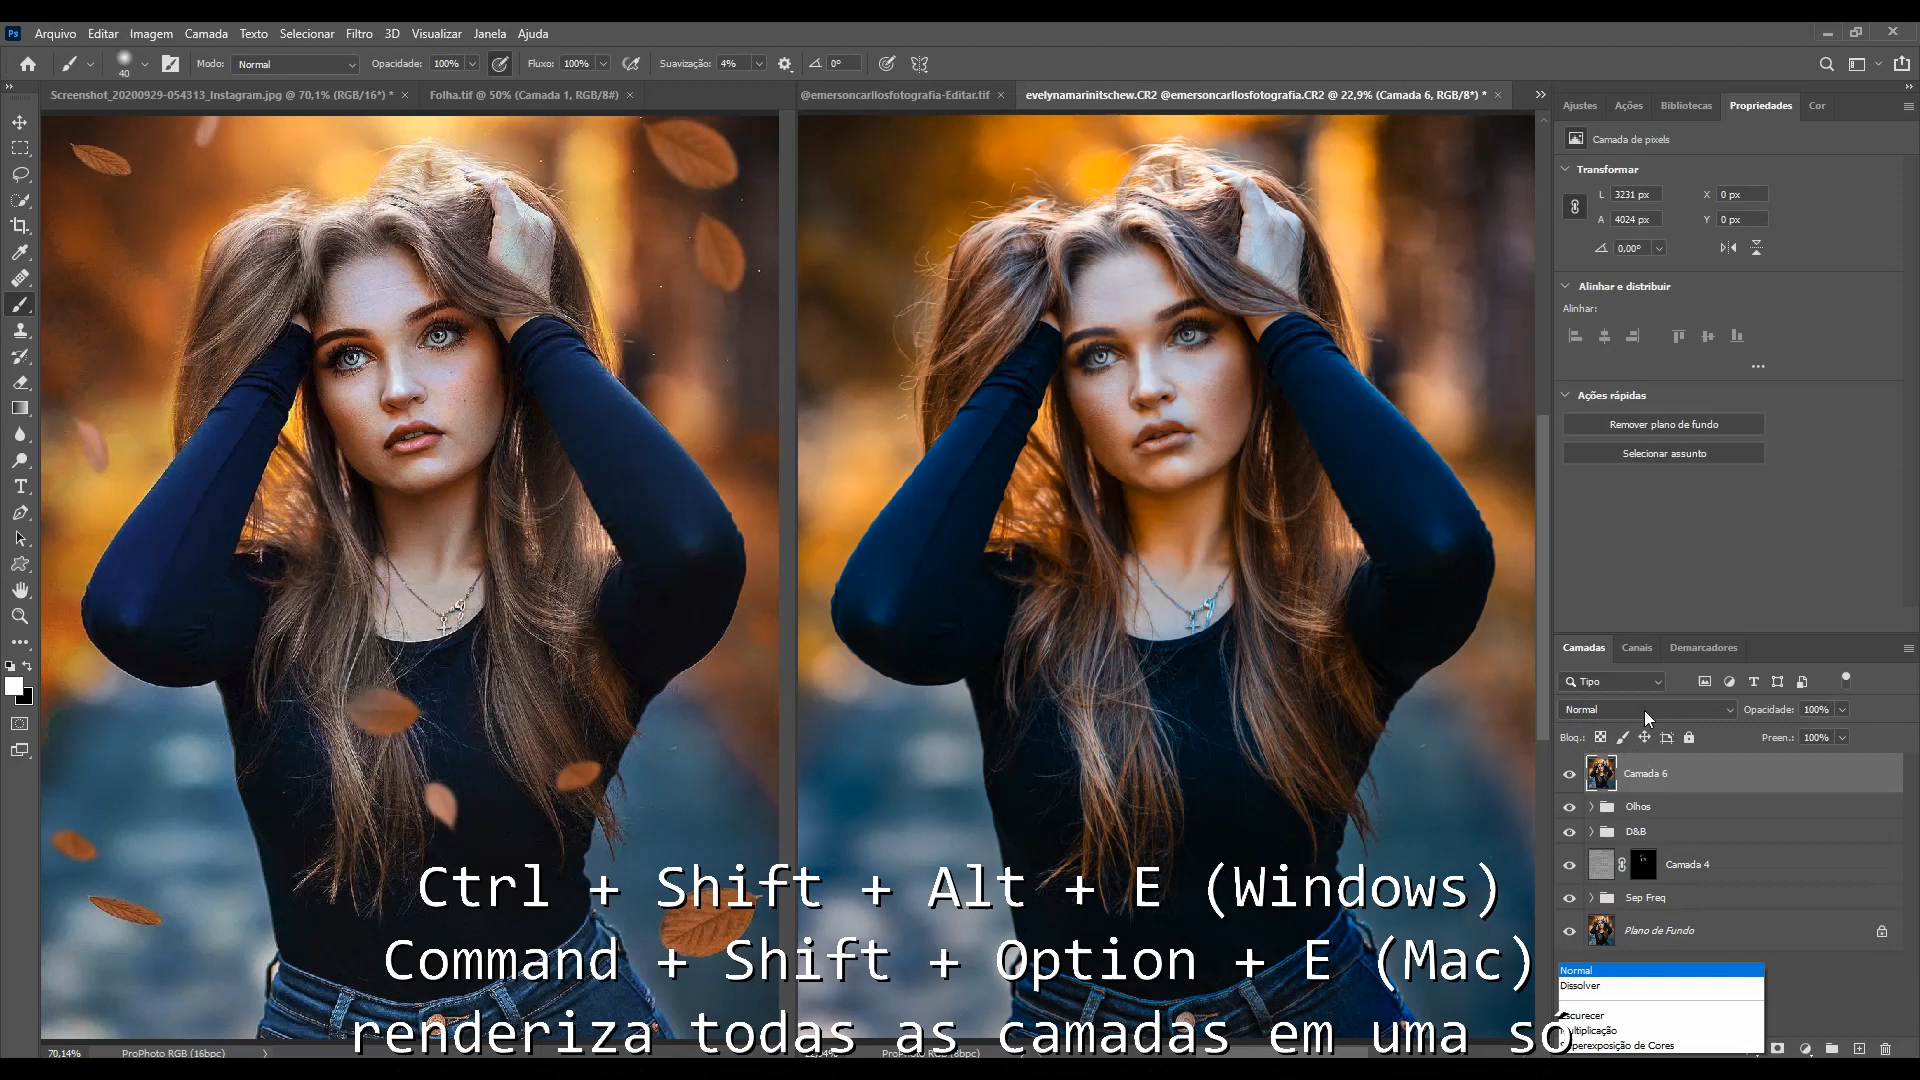 Ps Arquivo Editar Imagem Camada Texto Selecionar Filtro 3D Visualizar Janela Ajuda
40 Modo: Normal Opacidade: 100% Fluxo: 100% Suavização: 4% 0°
Screenshot_20200929-054313_Instagram.jpg @ 70,1% (RGB/16*) * × Folha.tif @ 50% (Camada 1, RGB/8#) × @emersoncarllosfotografia-Editar.tif × evelynamarinitschew.CR2 @emersoncarllosfotografia.CR2 @ 22,9% (Camada 6, RGB/8*) * ×
Ajustes Ações Bibliotecas Propriedades Cor
Camada de pixels
Transformar
L 3231 px X 0 px
A 4024 px Y 0 px
0,00°
Alinhar e distribuir
Alinhar:
Ações rápidas
Remover plano de fundo
Selecionar assunto
Camadas Canais Demarcadores
Tipo
Normal Opacidade: 100%
Bloq.: Preen.: 100%
Camada 6
Olhos
D&B
Camada 4
Sep Freq
Plano de Fundo
Normal
Dissolver
Escurecer
Multiplicação
Superexposição de Cores
Ctrl + Shift + Alt + E (Windows)
Command + Shift + Option + E (Mac)
renderiza todas as camadas em uma só
70,14% ProPhoto RGB (16bpc)